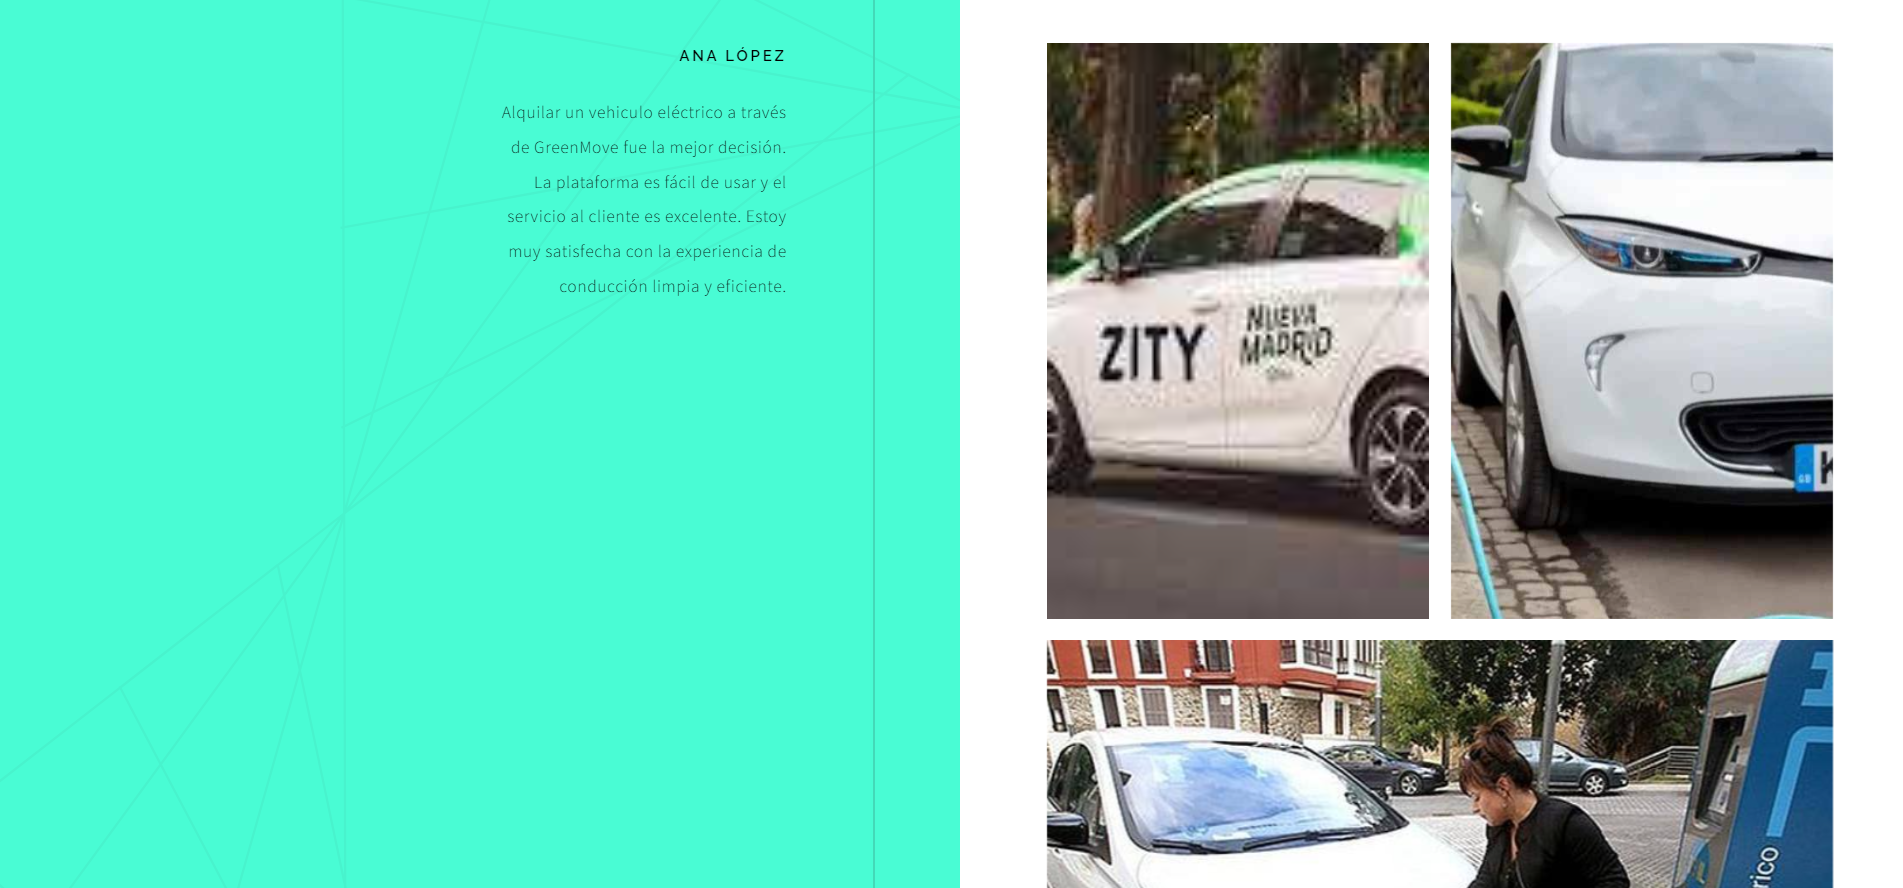 ANA LÓPEZ
Alquilar un vehiculo eléctrico a través
de GreenMove fue la mejor decisión.
La plataforma es fácil de usar y el
servicio al cliente es excelente. Estoy
muy satisfecha con la experiencia de
conducción limpia y eficiente.
ZITY
NUEVA
MADRID
GB
K
rico